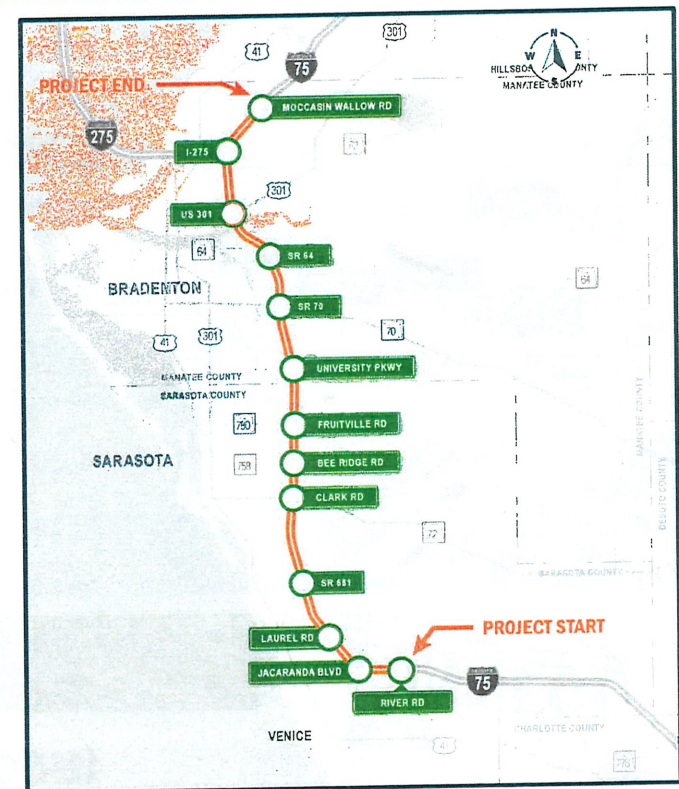 301
41
75
N
W E
S
HILLSBO COUNTY
MANATEE COUNTY
PROJECT END
MOCCASIN WALLOW RD
275
I-275
301
US 301
64
SR 64
64
BRADENTON
SR 70
70
41
301
UNIVERSITY PKWY
MANATEE COUNTY
SARASOTA COUNTY
MANATEE COUNTY
DESOTO COUNTY
780
FRUITVILLE RD
SARASOTA
758
BEE RIDGE RD
CLARK RD
72
SARASOTA COUNTY
SR 681
LAUREL RD
PROJECT START
JACARANDA BLVD
75
RIVER RD
VENICE
41
CHARLOTTE COUNTY